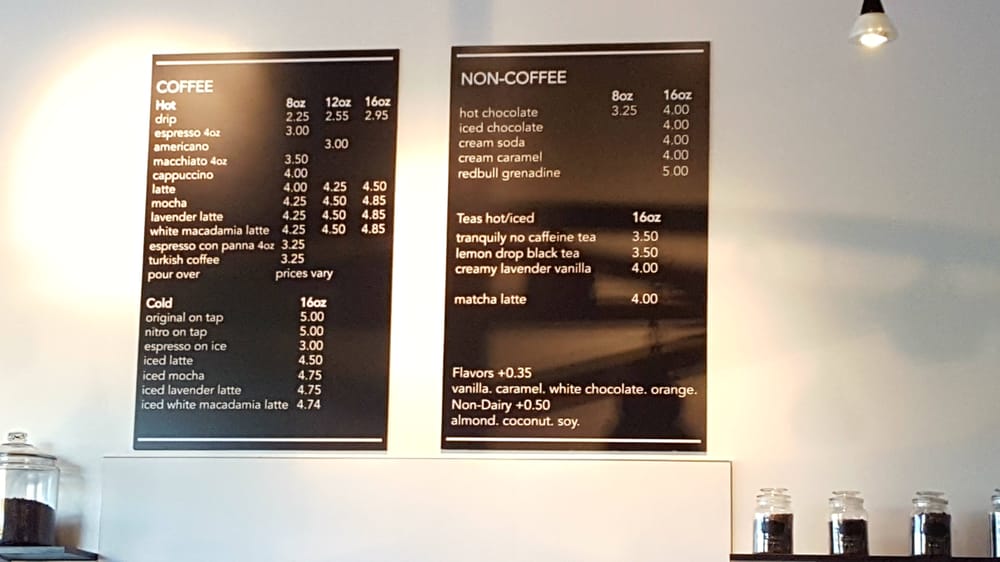 COFFEE
Hot 8oz 12oz 16oz
drip 2.25 2.55 2.95
espresso 4oz 3.00
americano 3.00
macchiato 4oz 3.50
cappuccino 4.00
latte 4.00 4.25 4.50
mocha 4.25 4.50 4.85
lavender latte 4.25 4.50 4.85
white macadamia latte 4.25 4.50 4.85
espresso con panna 4oz 3.25
turkish coffee 3.25
pour over prices vary
Cold 16oz
original on tap 5.00
nitro on tap 5.00
espresso on ice 3.00
iced latte 4.50
iced mocha 4.75
iced lavender latte 4.75
iced white macadamia latte 4.74
NON-COFFEE
8oz 16oz
hot chocolate 3.25 4.00
iced chocolate 4.00
cream soda 4.00
cream caramel 4.00
redbull grenadine 5.00
Teas hot/iced 16oz
tranquily no caffeine tea 3.50
lemon drop black tea 3.50
creamy lavender vanilla 4.00
matcha latte 4.00
Flavors +0.35
vanilla. caramel. white chocolate. orange.
Non-Dairy +0.50
almond. coconut. soy.